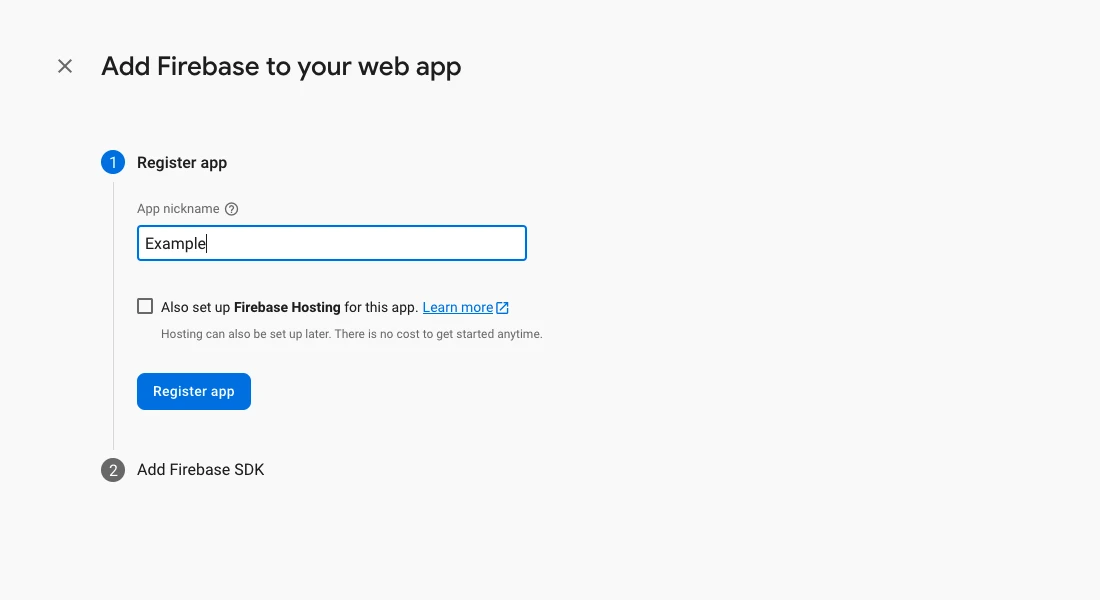 Add Firebase to your web app
1 Register app
App nickname
Example
Also set up Firebase Hosting for this app. Learn more
Hosting can also be set up later. There is no cost to get started anytime.
Register app
2 Add Firebase SDK